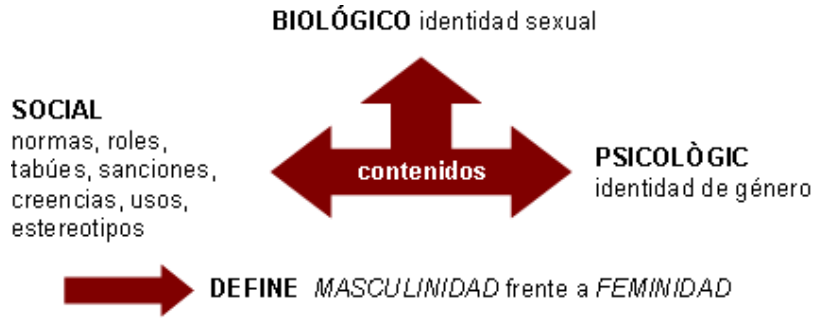 BIOLÓGICO identidad sexual
SOCIAL
normas, roles,
tabúes, sanciones,
creencias, usos,
estereotipos
contenidos
PSICOLÒGIC
identidad de género
DEFINE MASCULINIDAD frente a FEMINIDAD